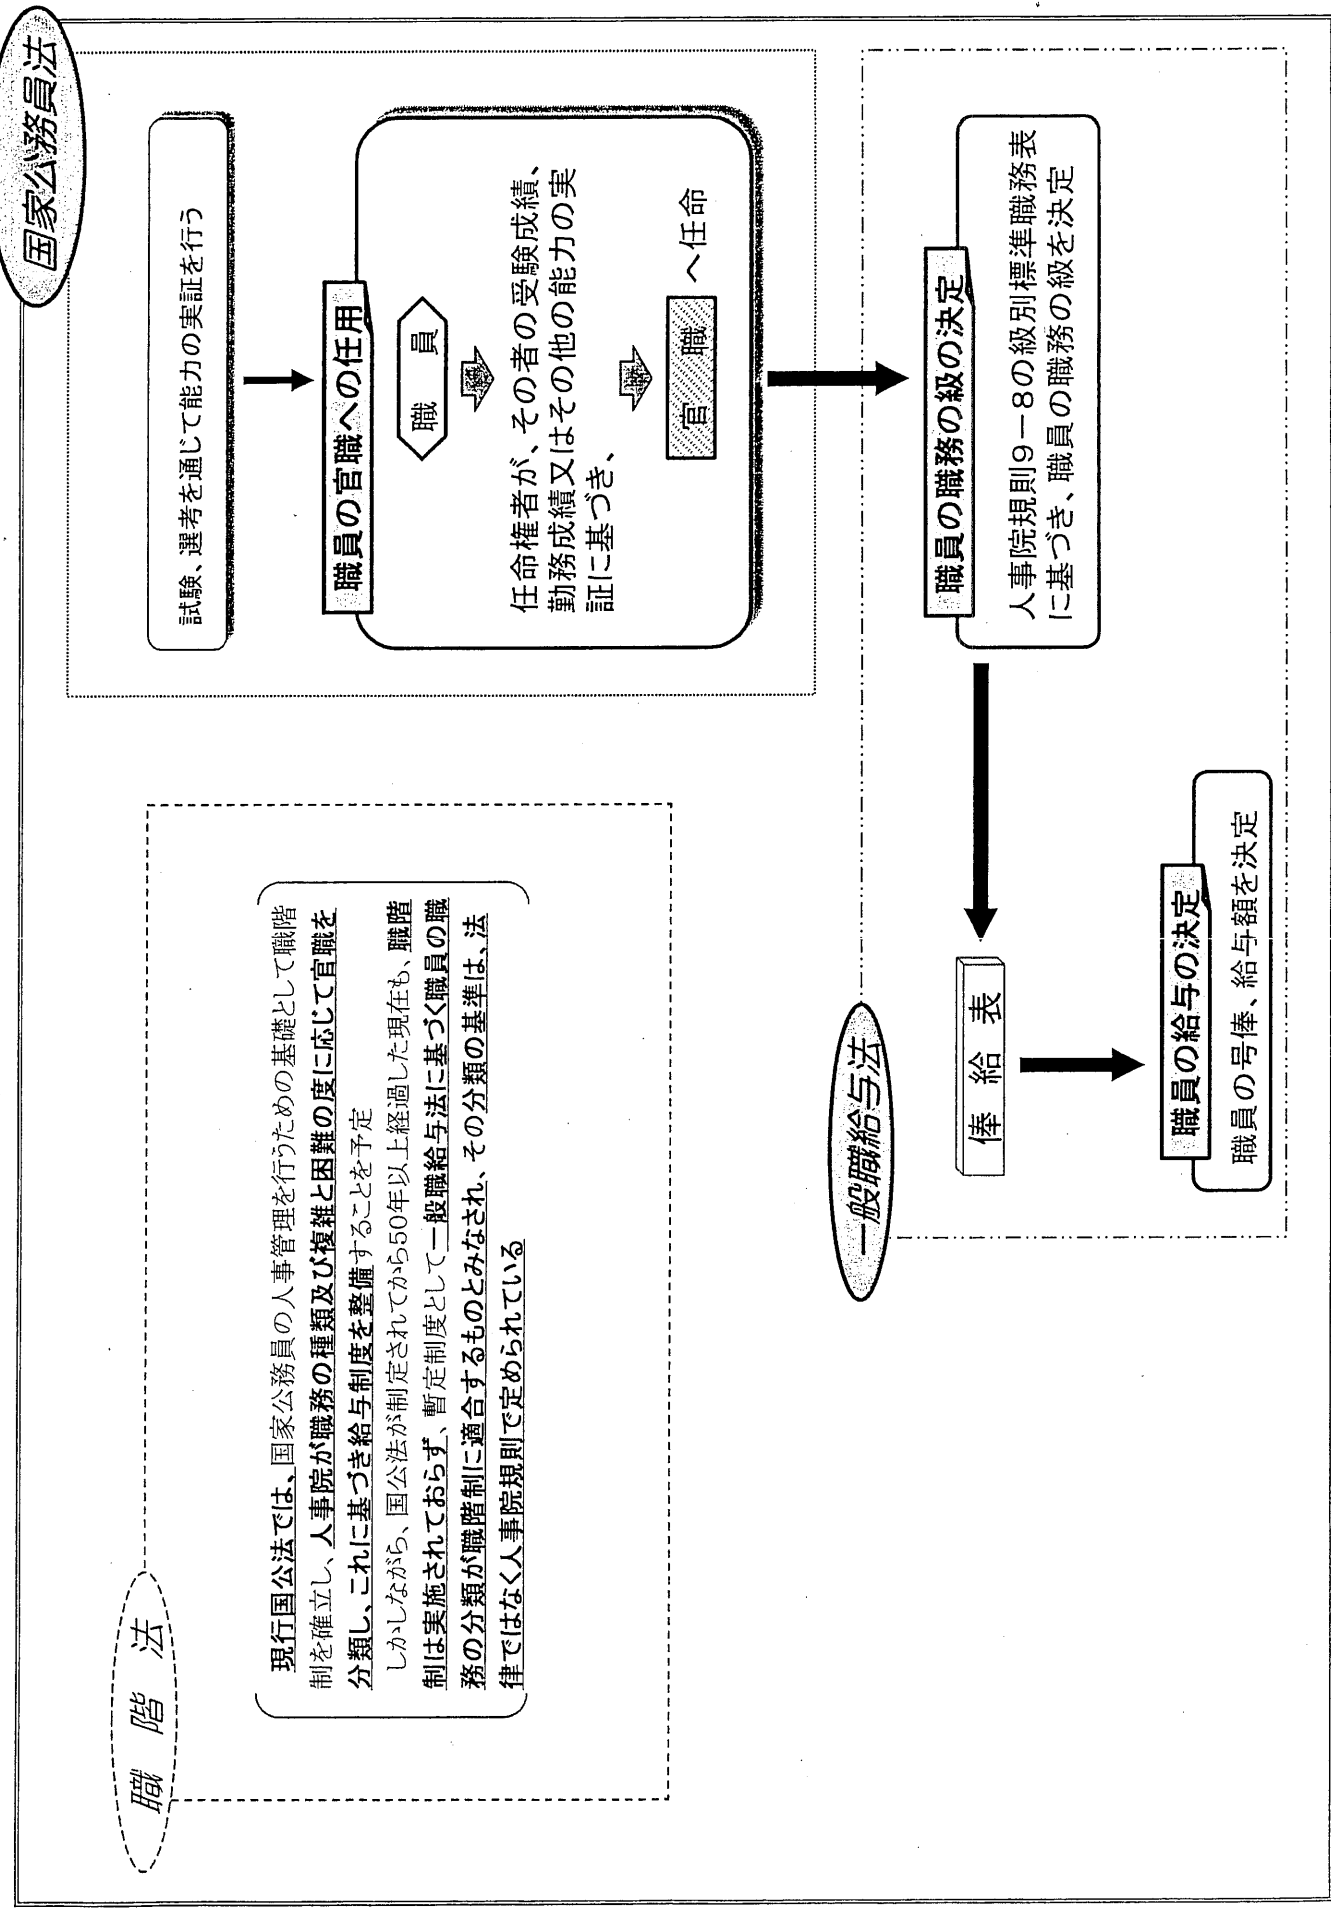 国家公務員法
試験、選考を通じて能力の実証を行う
職員の官職への任用
職 員
任命権者が、その者の受験成績、
勤務成績又はその他の能力の実
証に基づき、
官 職 へ任命
職 階 法
現行国公法では、国家公務員の人事管理を行うための基礎として職階
制を確立し、人事院が職務の種類及び複雑と困難の度に応じて官職を
分類し、これに基づき給与制度を整備することを予定
しかしながら、国公法が制定されてから50年以上経過した現在も、職階
制は実施されておらず、暫定制度として一般職給与法に基づく職員の職
務の分類が職階制に適合するものとみなされ、その分類の基準は、法
律ではなく人事院規則で定められている
一般職給与法
職員の職務の級の決定
人事院規則9-8の級別標準職務表
に基づき、職員の職務の級を決定
俸 給 表
職員の給与の決定
職員の号俸、給与額を決定